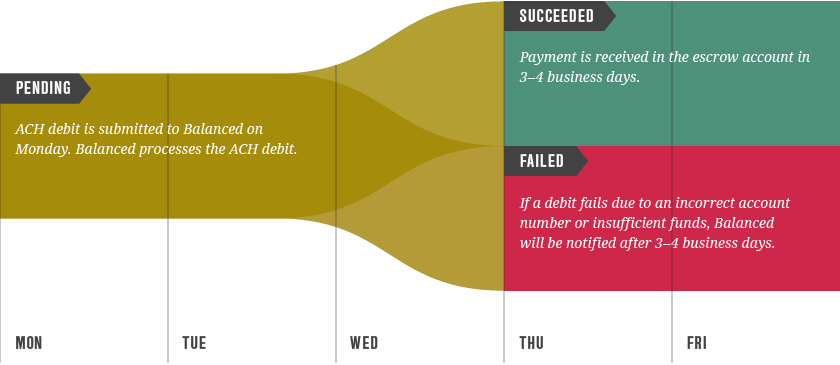 SUCCEEDED
Payment is received in the escrow account in
3–4 business days.
PENDING
ACH debit is submitted to Balanced on
Monday. Balanced processes the ACH debit.
FAILED
If a debit fails due to an incorrect account
number or insufficient funds, Balanced
will be notified after 3–4 business days.
MON
TUE
WED
THU
FRI